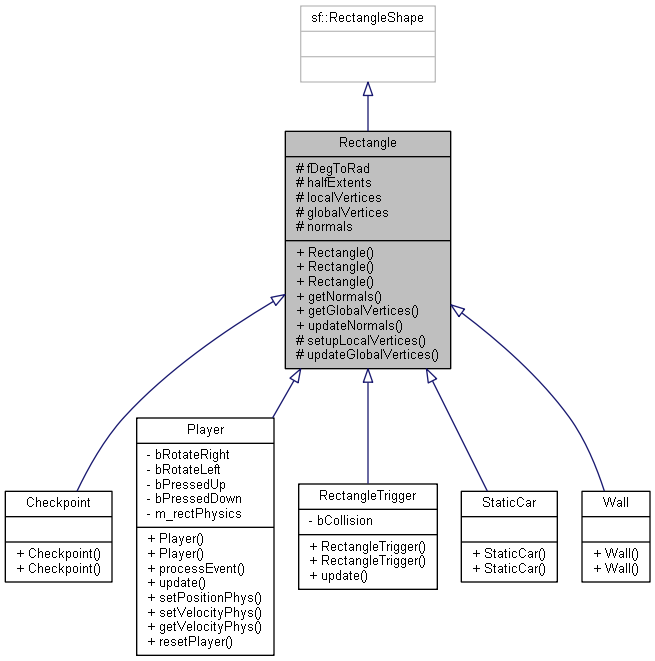 sf::RectangleShape
Rectangle
# fDegToRad
# halfExtents
# localVertices
# globalVertices
# normals
+ Rectangle()
+ Rectangle()
+ Rectangle()
+ getNormals()
+ getGlobalVertices()
+ updateNormals()
# setupLocalVertices()
# updateGlobalVertices()
Checkpoint
+ Checkpoint()
+ Checkpoint()
Player
- bRotateRight
- bRotateLeft
- bPressedUp
- bPressedDown
- m_rectPhysics
+ Player()
+ Player()
+ processEvent()
+ update()
+ setPositionPhys()
+ setVelocityPhys()
+ getVelocityPhys()
+ resetPlayer()
RectangleTrigger
- bCollision
+ RectangleTrigger()
+ RectangleTrigger()
+ update()
StaticCar
+ StaticCar()
+ StaticCar()
Wall
+ Wall()
+ Wall()